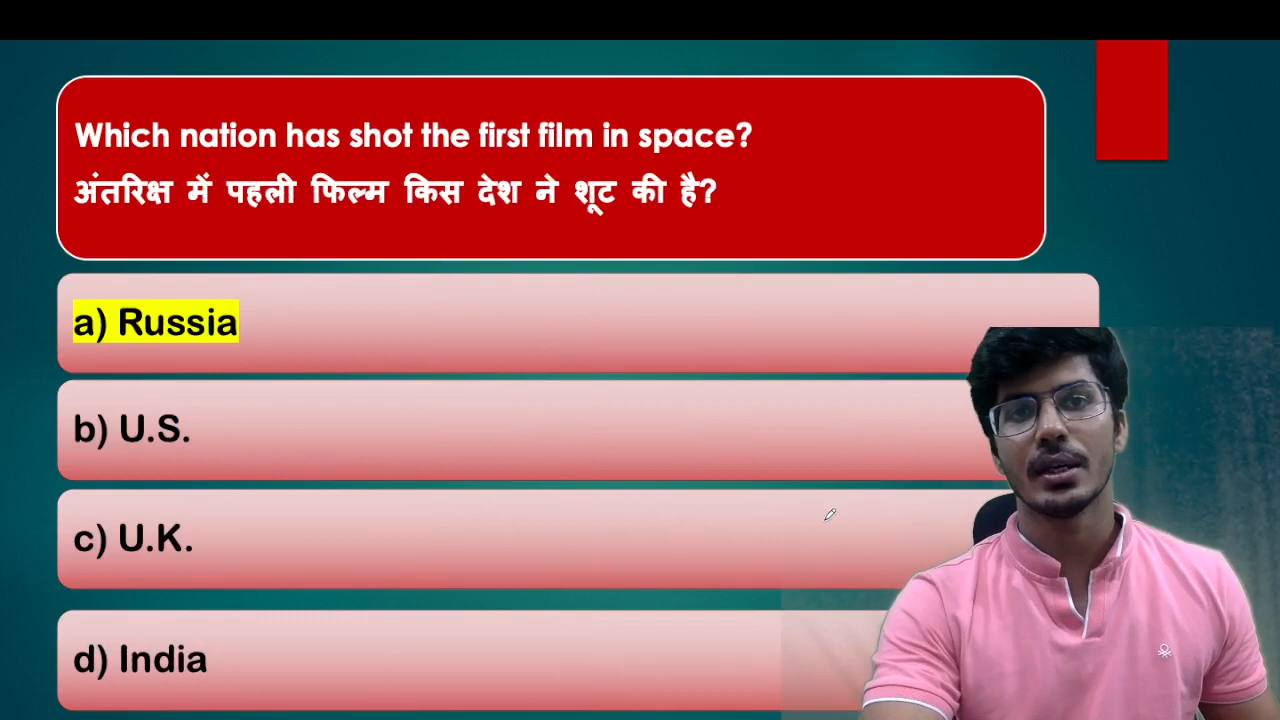 Which nation has shot the first film in space?
अंतरिक्ष में पहली फिल्म किस देश ने शूट की है?
a) Russia
b) U.S.
c) U.K.
d) India